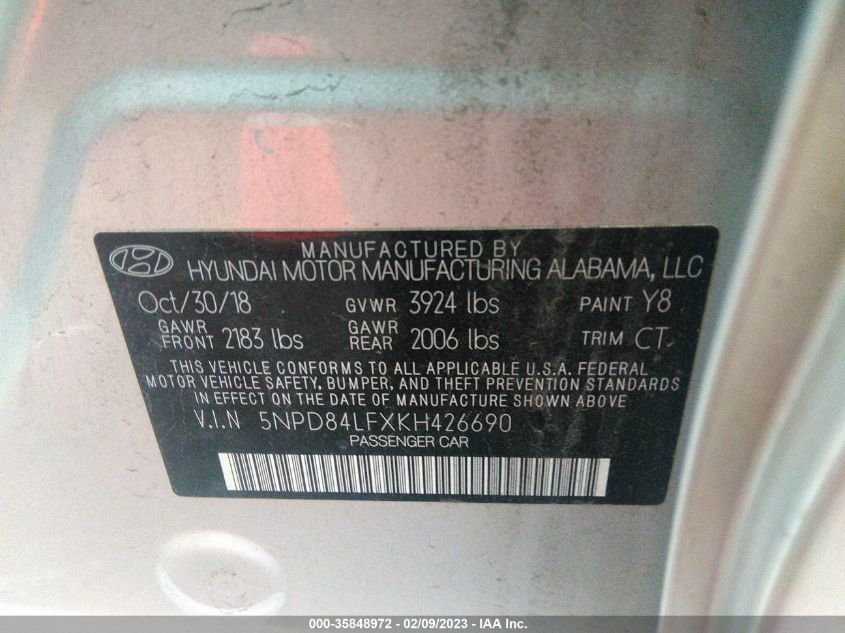 MANUFACTURED BY
HYUNDAI MOTOR MANUFACTURING ALABAMA, LLC
Oct/30/18 GVWR 3924 lbs PAINT Y8
GAWR FRONT 2183 lbs GAWR REAR 2006 lbs TRIM CT
THIS VEHICLE CONFORMS TO ALL APPLICABLE U.S.A. FEDERAL
MOTOR VEHICLE SAFETY, BUMPER, AND THEFT PREVENTION STANDARDS
IN EFFECT ON THE DATE OF MANUFACTURE SHOWN ABOVE
V.I.N 5NPD84LFXKH426690
PASSENGER CAR
000-35848972 - 02/09/2023 - IAA Inc.